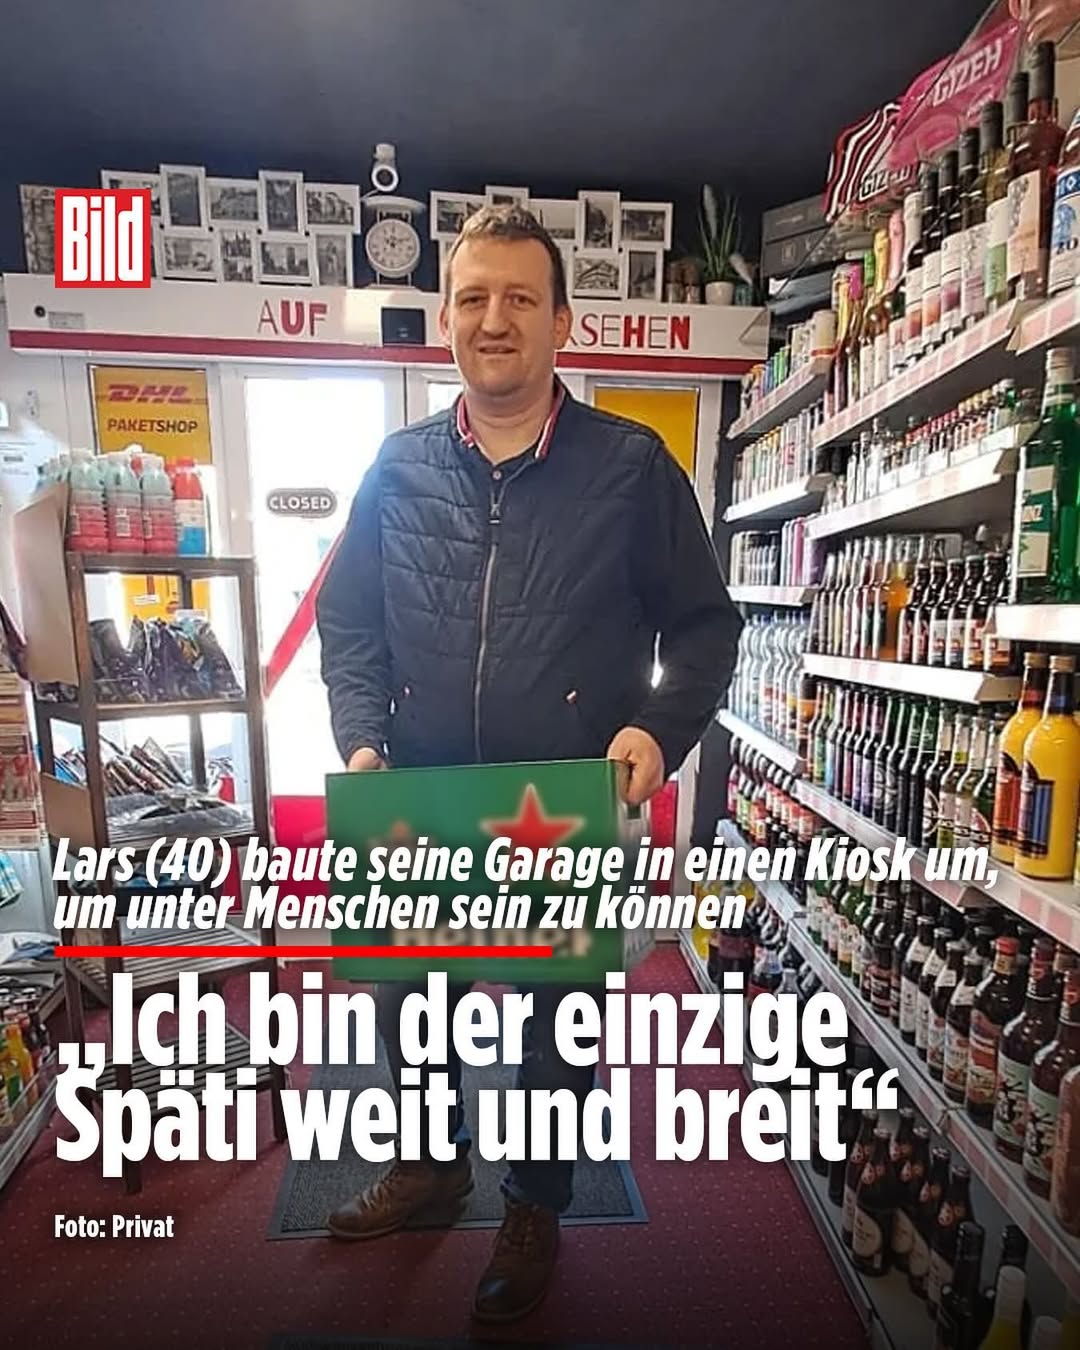 GIZEH
GIZEH
Bild
AUF
SEHEN
DHL
PAKETSHOP
CLOSED
Lars (40) baute seine Garage in einen Kiosk um,
um unter Menschen sein zu können
„Ich bin der einzige
Späti weit und breit“
Foto: Privat